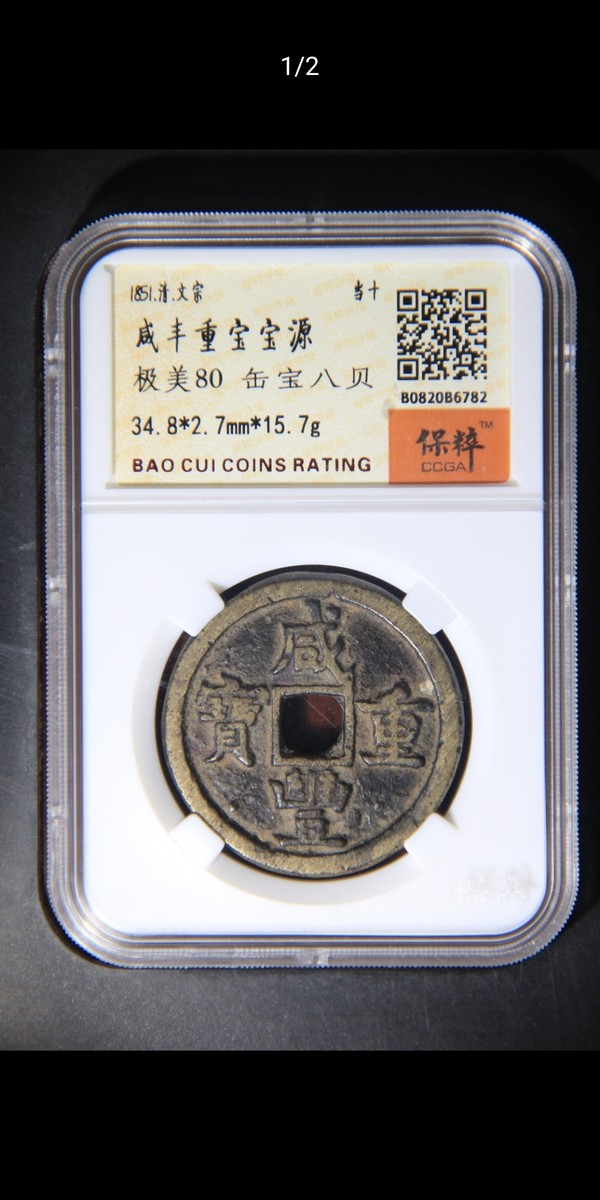 1/2
1851.清.文宗 当十
咸丰重宝宝源
极美80 缶宝八贝
B0820B6782
34.8*2.7mm*15.7g
保粹™
CCGA
BAO CUI COINS RATING
咸
寶 重
豐